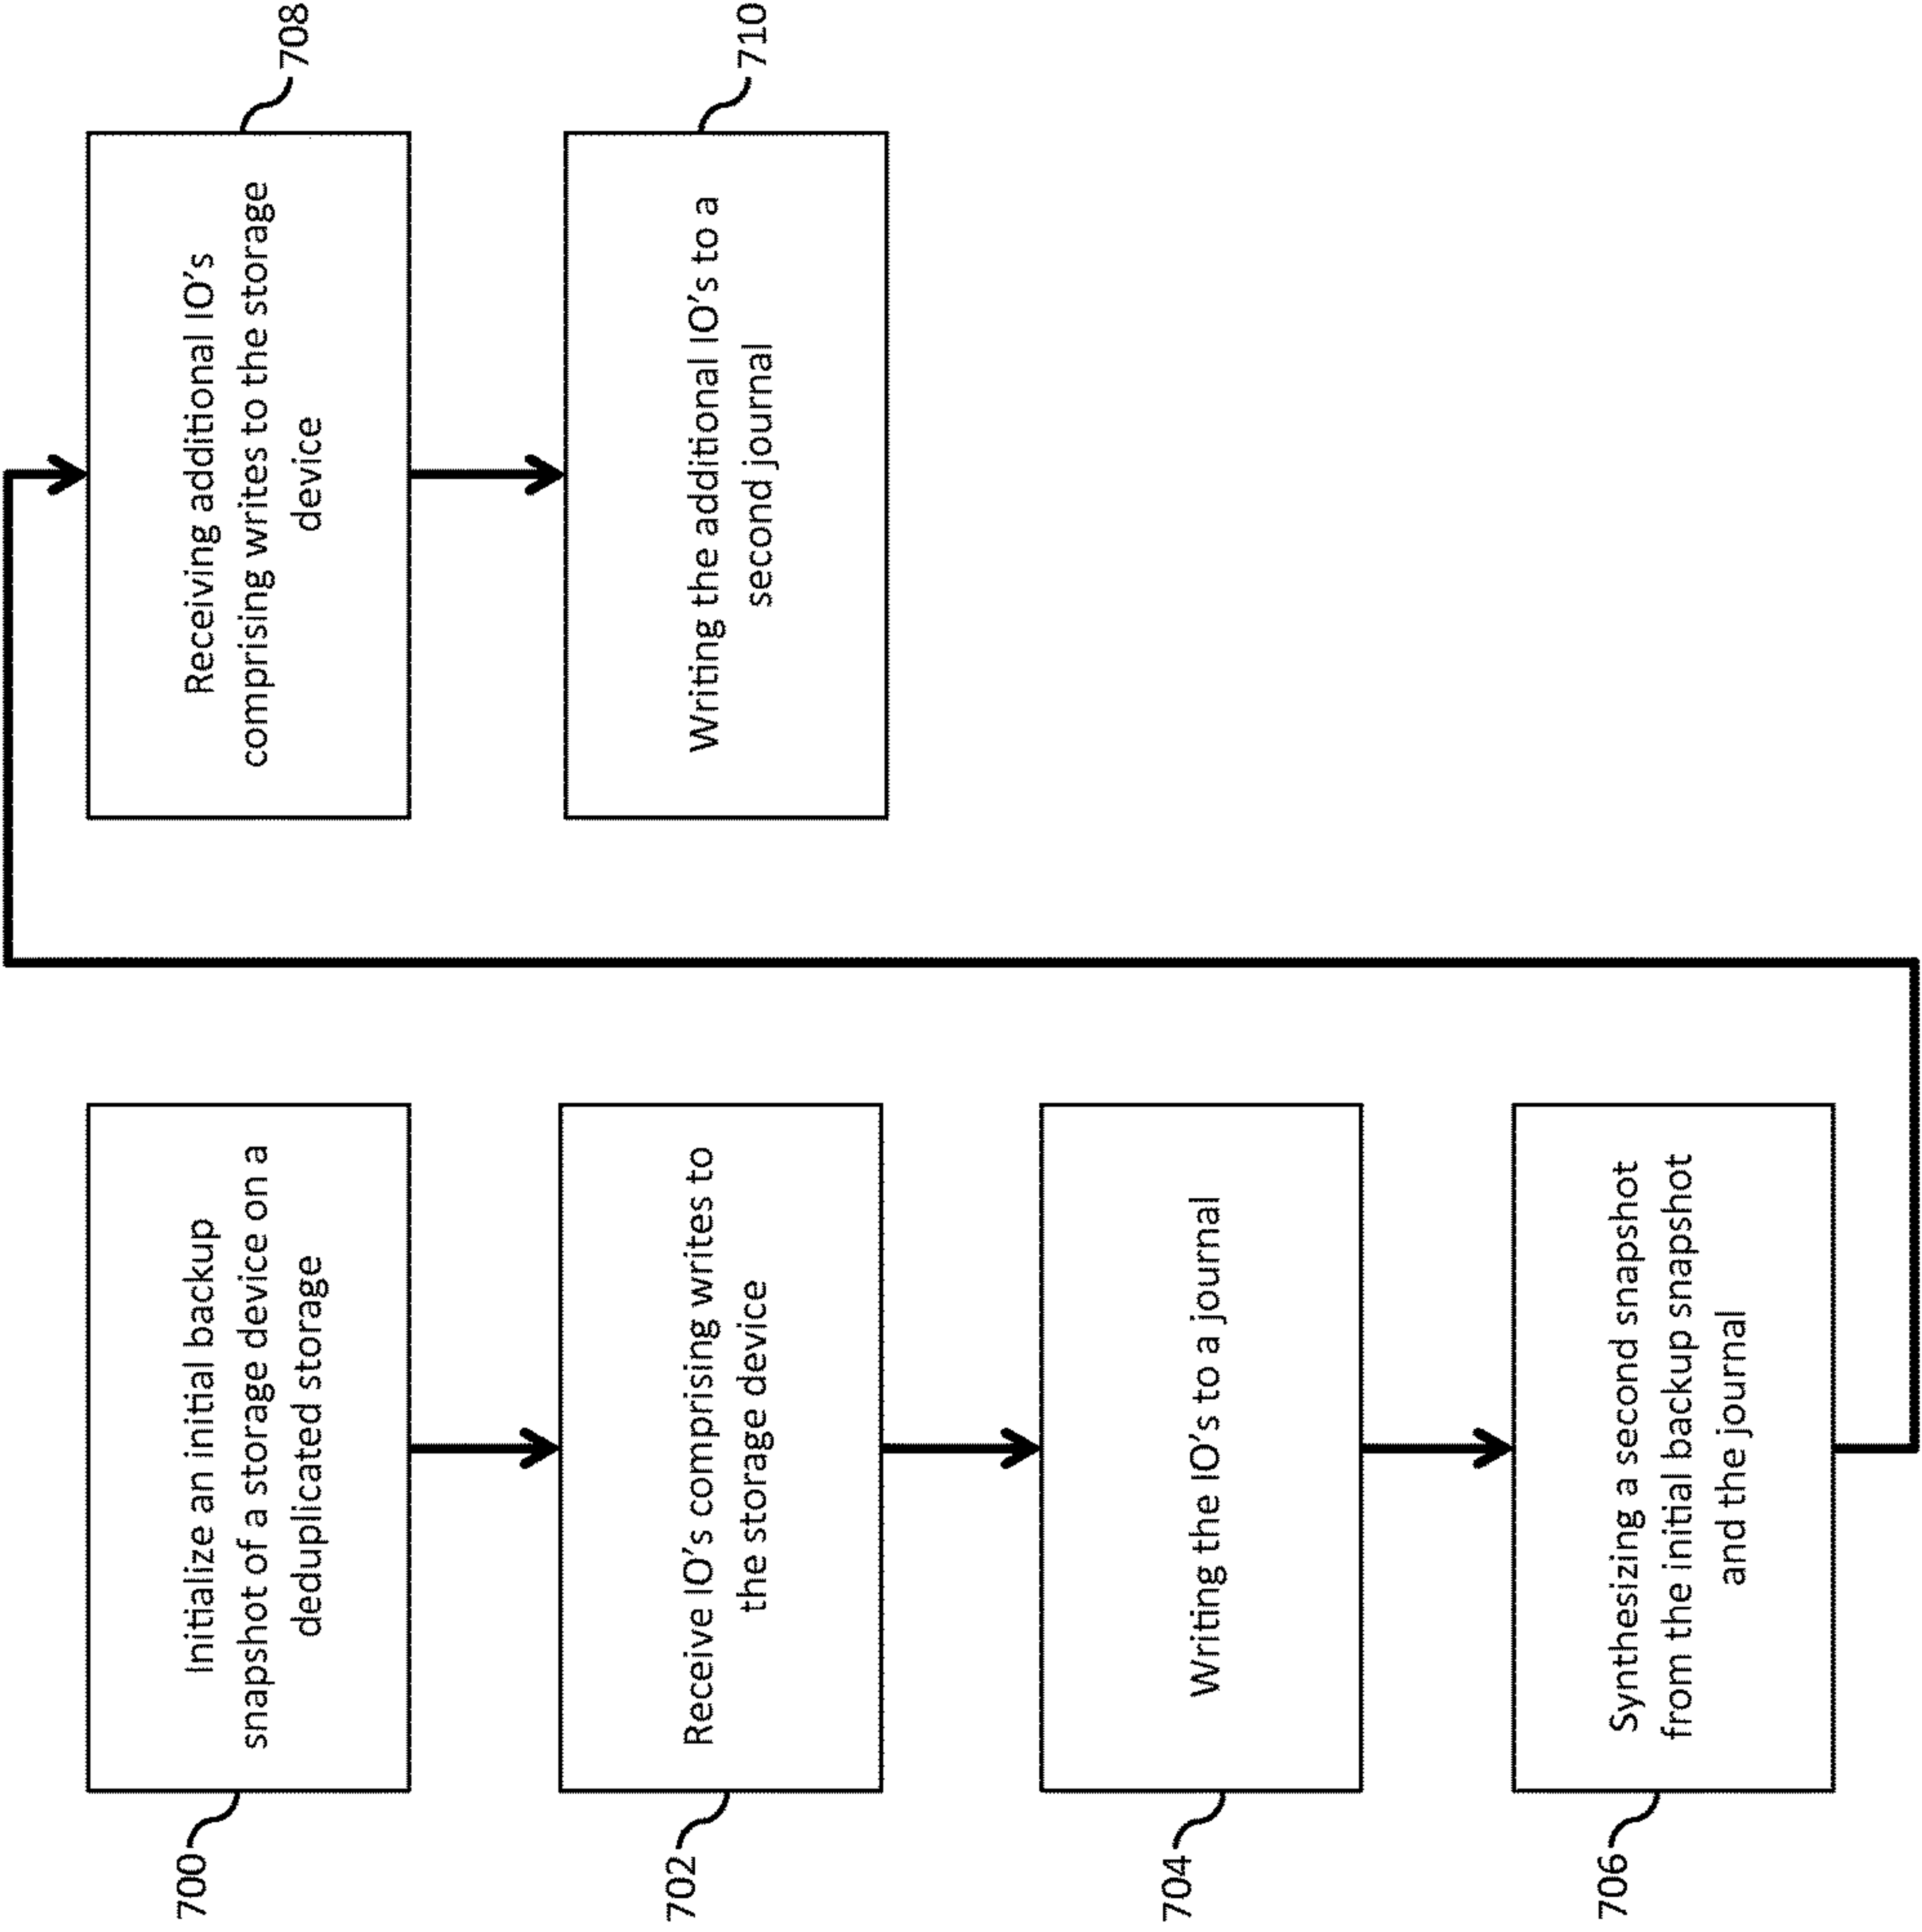 700
Initialize an initial backup
snapshot of a storage device on a
deduplicated storage
702
Receive IO's comprising writes to
the storage device
704
Writing the IO's to a journal
706
Synthesizing a second snapshot
from the initial backup snapshot
and the journal
708
Receiving additional IO's
comprising writes to the storage
device
710
Writing the additional IO's to a
second journal